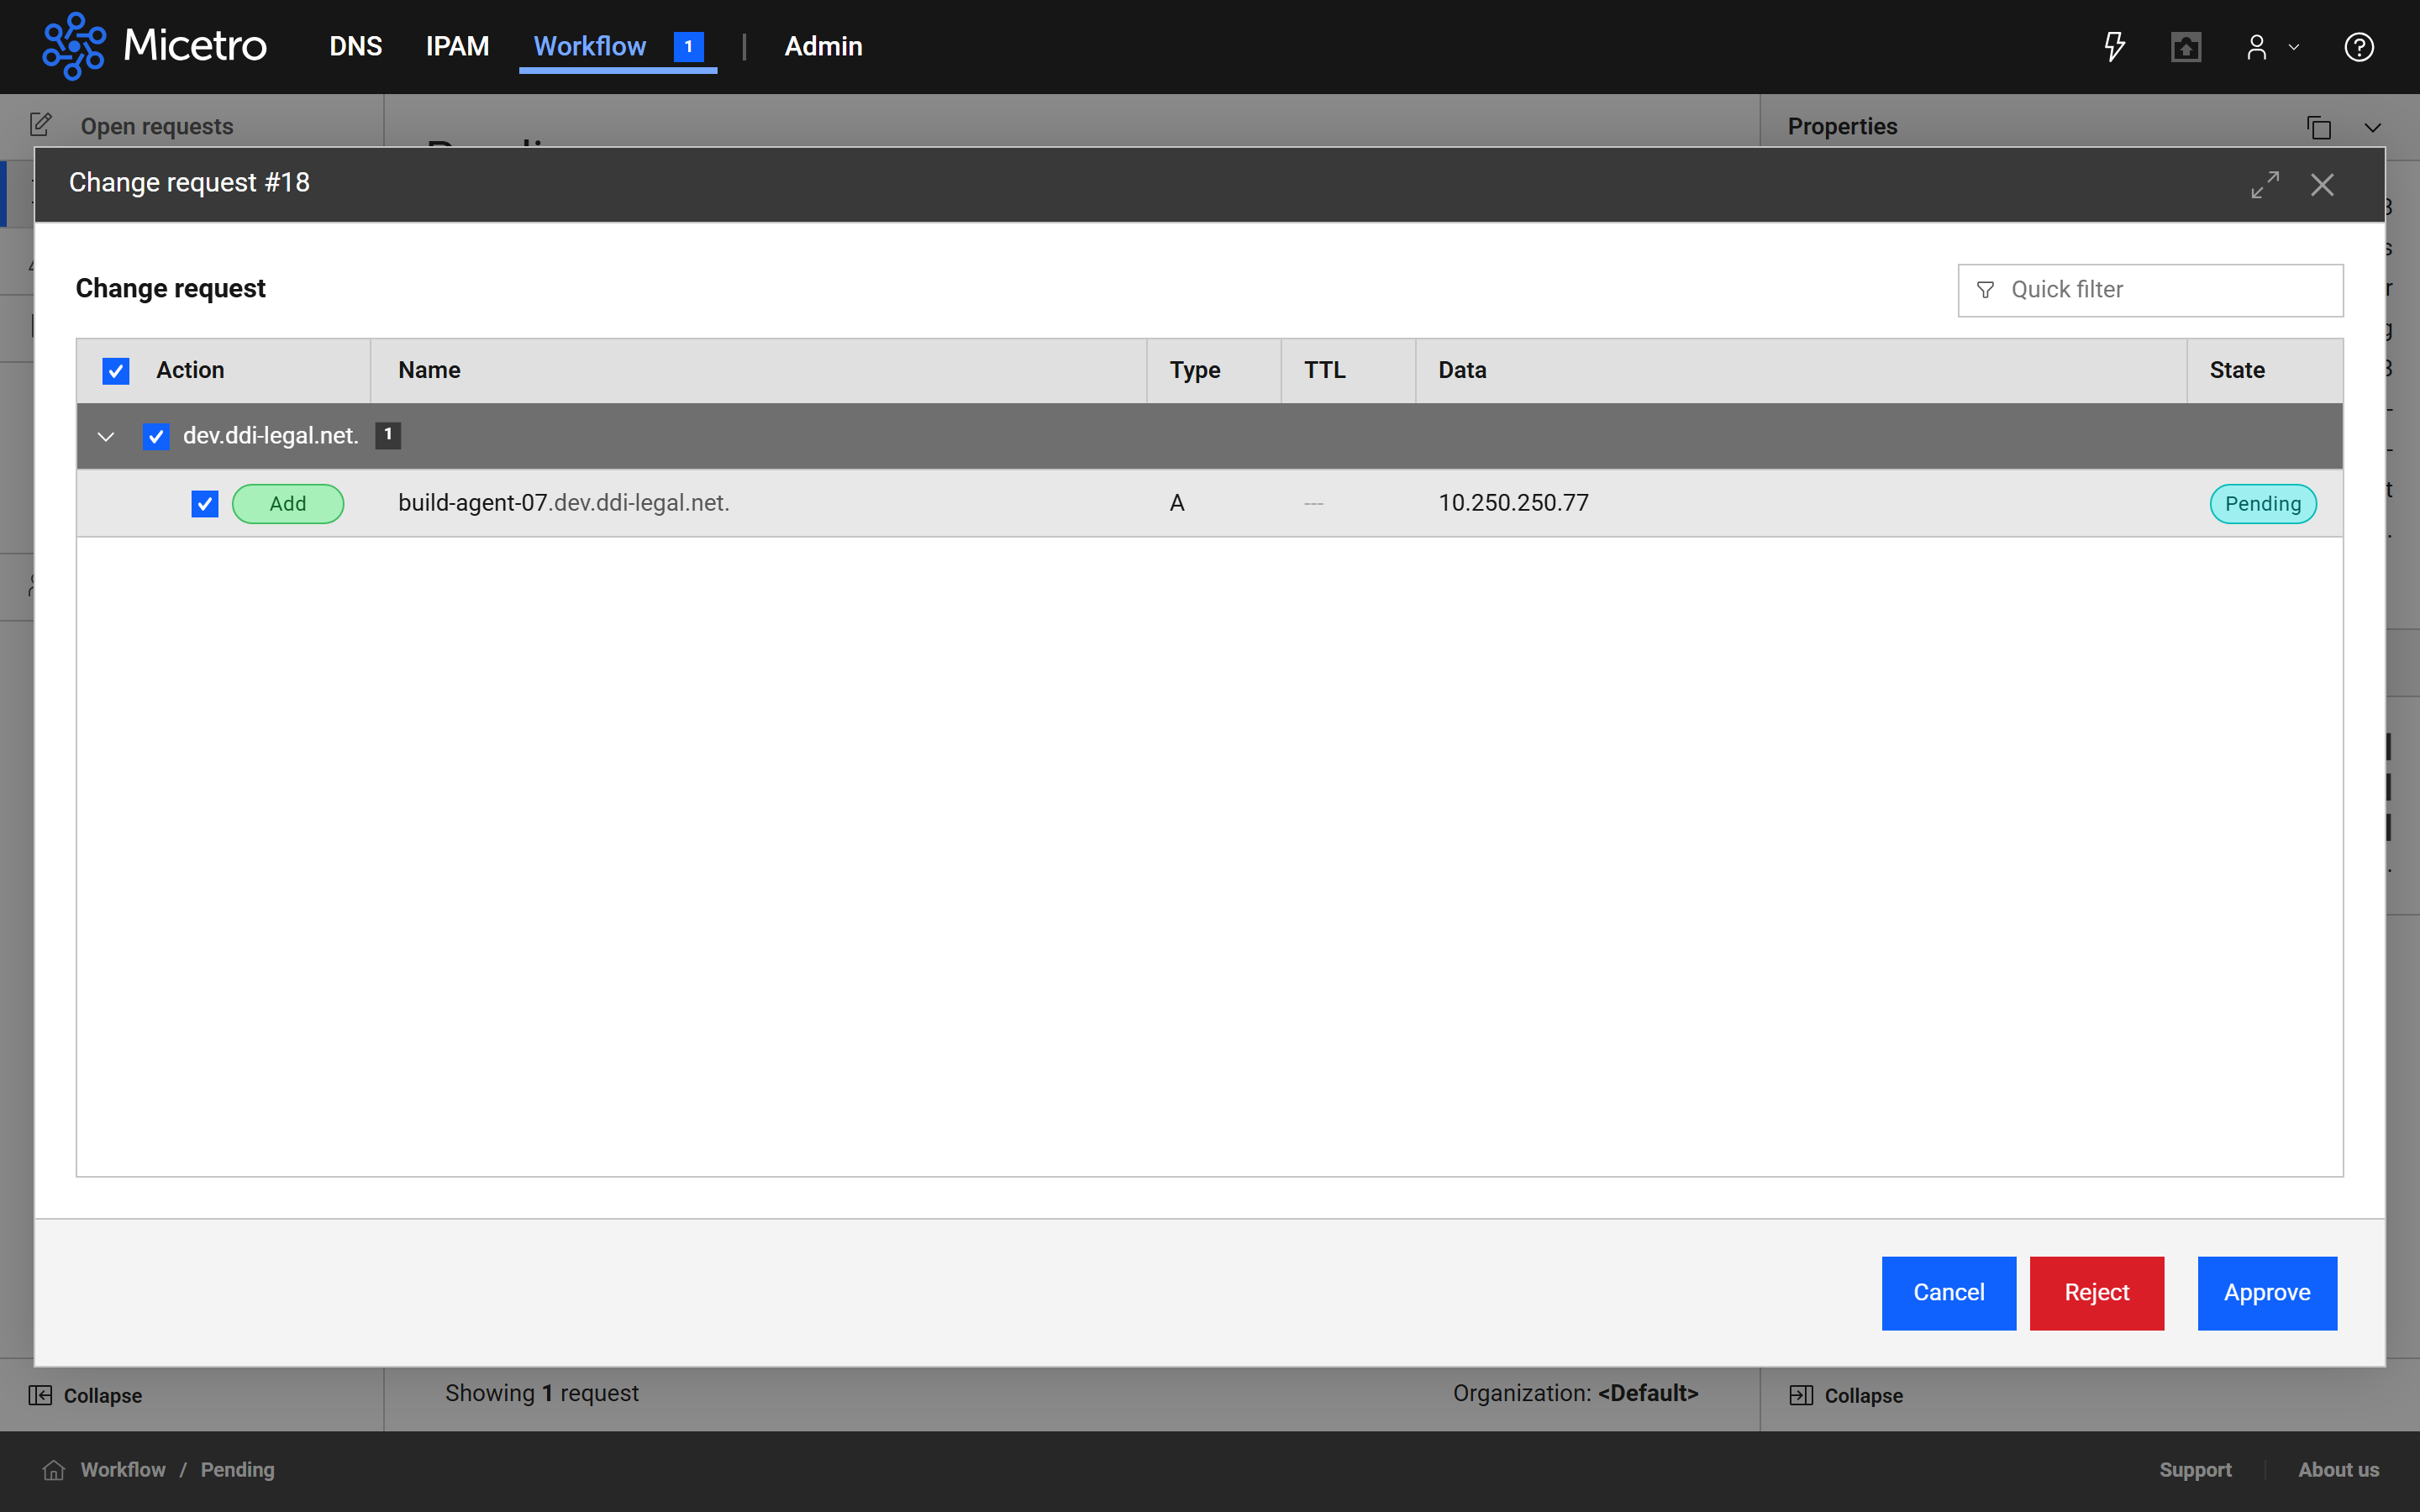 Micetro DNS IPAM Workflow 1 | Admin
Open requests
Properties
Change request #18
Change request
Quick filter
Action Name Type TTL Data State
dev.ddi-legal.net. 1
Add build-agent-07.dev.ddi-legal.net. A --- 10.250.250.77 Pending
Cancel Reject Approve
Collapse Showing 1 request Organization: <Default> Collapse
Workflow / Pending Support About us